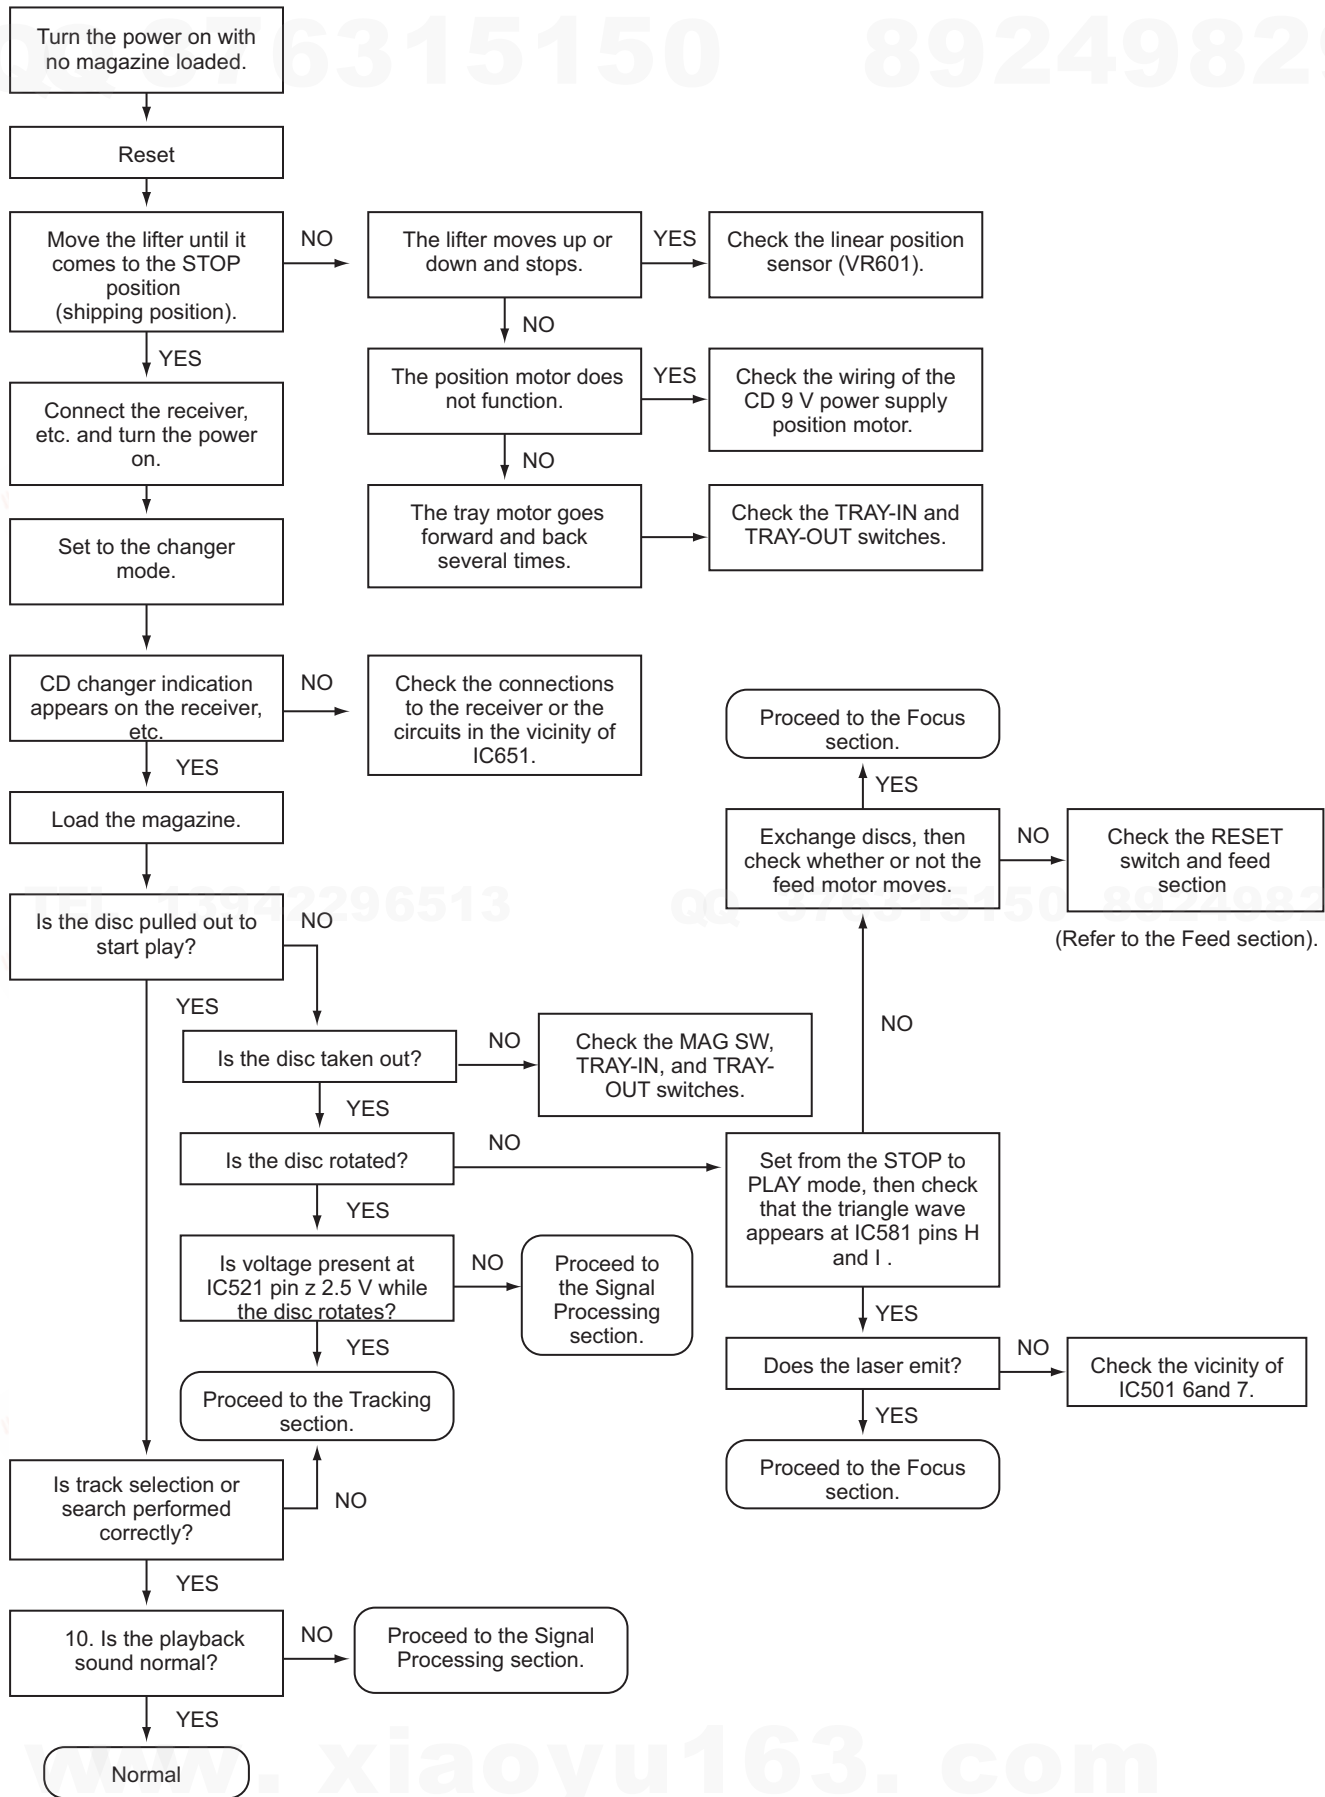 QQ 376315150 89249829
Turn the power on with
no magazine loaded.
Reset
Move the lifter until it
comes to the STOP
position
(shipping position).
NO
The lifter moves up or
down and stops.
YES
Check the linear position
sensor (VR601).
NO
YES
The position motor does
not function.
YES
Check the wiring of the
CD 9 V power supply
position motor.
NO
Connect the receiver,
etc. and turn the power
on.
The tray motor goes
forward and back
several times.
Check the TRAY-IN and
TRAY-OUT switches.
Set to the changer
mode.
CD changer indication
appears on the receiver,
etc.
NO
Check the connections
to the receiver or the
circuits in the vicinity of
IC651.
YES
Load the magazine.
Proceed to the Focus
section.
YES
Exchange discs, then
check whether or not the
feed motor moves.
NO
Check the RESET
switch and feed
section
(Refer to the Feed section).
TEL 13942296513 QQ 376315150 892498
Is the disc pulled out to
start play?
NO
YES
Is the disc taken out?
NO
Check the MAG SW,
TRAY-IN, and TRAY-
OUT switches.
NO
YES
Is the disc rotated?
NO
Set from the STOP to
PLAY mode, then check
that the triangle wave
appears at IC581 pins H
and I .
YES
Is voltage present at
IC521 pin z 2.5 V while
the disc rotates?
NO
Proceed to
the Signal
Processing
section.
YES
YES
Does the laser emit?
NO
Check the vicinity of
IC501 6and 7.
Proceed to the Tracking
section.
YES
Proceed to the Focus
section.
Is track selection or
search performed
correctly?
NO
YES
10. Is the playback
sound normal?
NO
Proceed to the Signal
Processing section.
YES
Normal
www. xiaoyu163. com